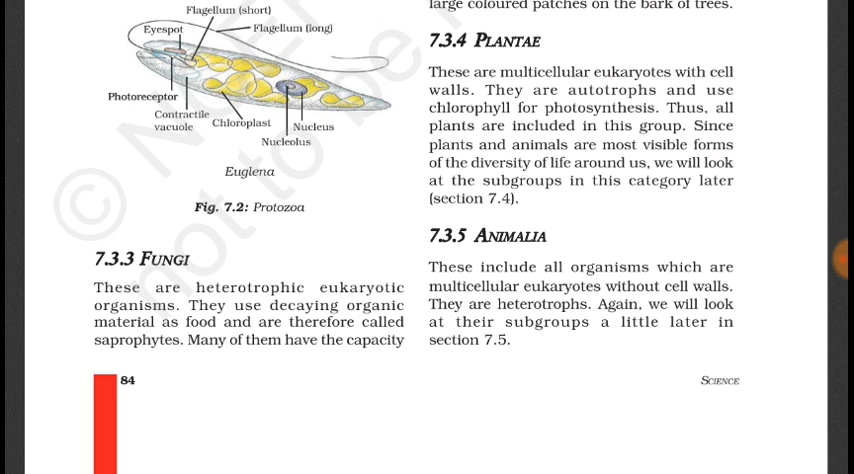 Flagellum (short)
Eyespot
Flagellum (long)
Photoreceptor
Contractile
vacuole
Chloroplast
Nucleus
Nucleolus
Euglena
Fig. 7.2: Protozoa
7.3.3 FUNGI
These are heterotrophic eukaryotic
organisms. They use decaying organic
material as food and are therefore called
saprophytes. Many of them have the capacity
large coloured patches on the bark of trees.
7.3.4 PLANTAE
These are multicellular eukaryotes with cell
walls. They are autotrophs and use
chlorophyll for photosynthesis. Thus, all
plants are included in this group. Since
plants and animals are most visible forms
of the diversity of life around us, we will look
at the subgroups in this category later
(section 7.4).
7.3.5 ANIMALIA
These include all organisms which are
multicellular eukaryotes without cell walls.
They are heterotrophs. Again, we will look
at their subgroups a little later in
section 7.5.
84
SCIENCE
not to be